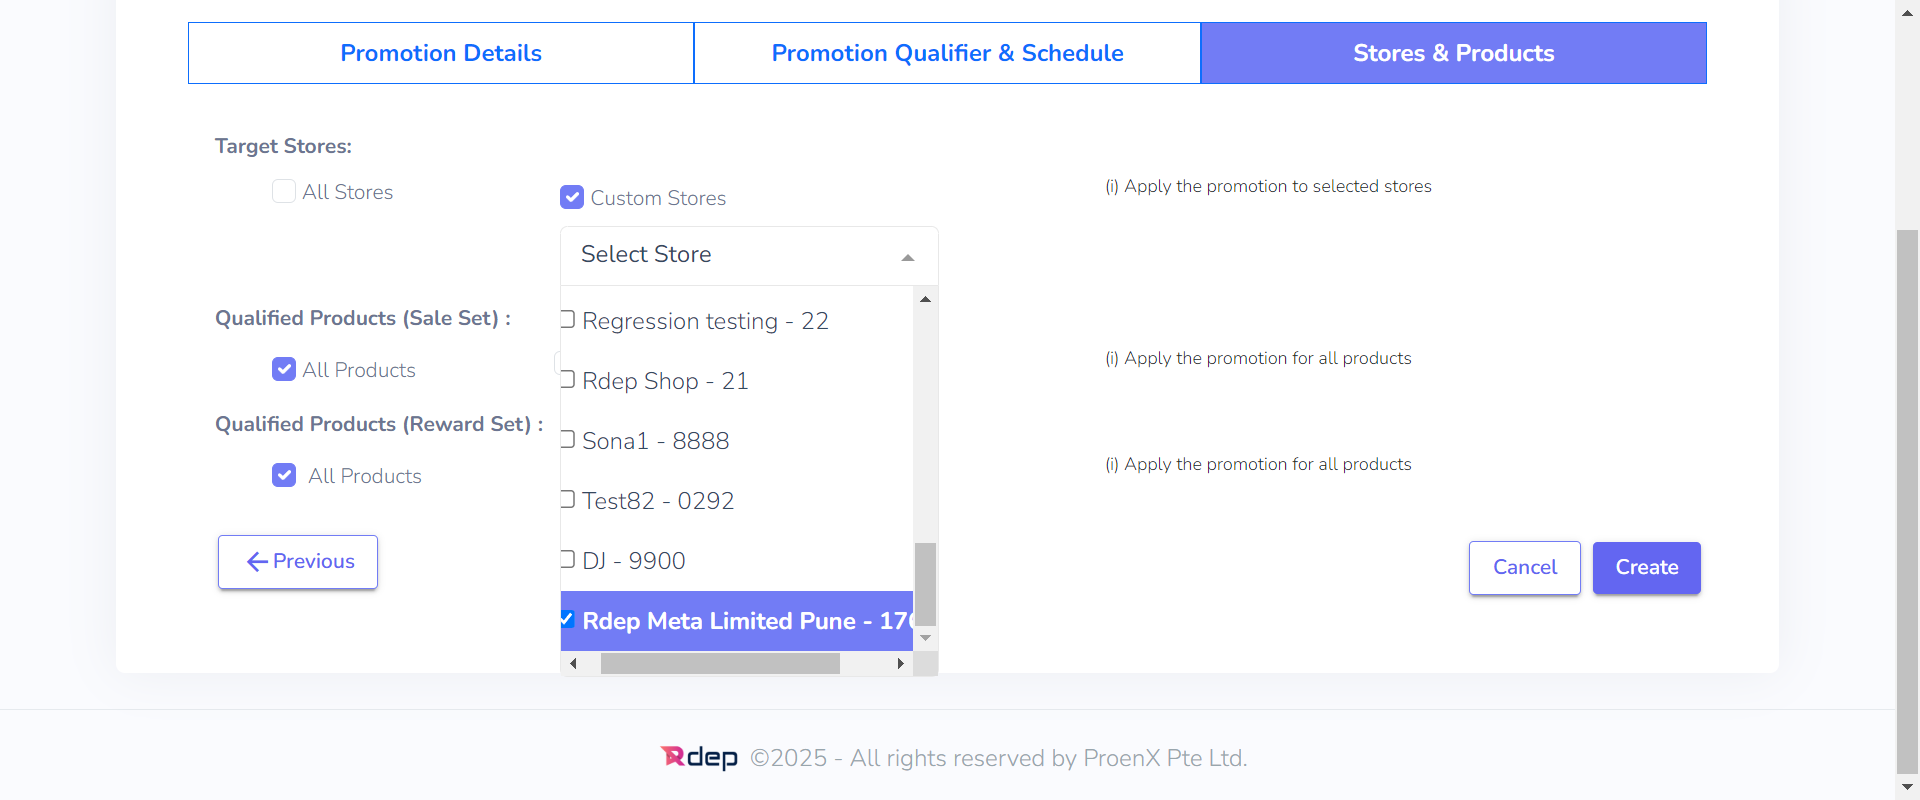 Promotion Details
Promotion Qualifier & Schedule
Stores & Products
Target Stores:
All Stores
Custom Stores
(i) Apply the promotion to selected stores
Select Store
Qualified Products (Sale Set) :
Regression testing - 22
All Products
(i) Apply the promotion for all products
Rdep Shop - 21
Qualified Products (Reward Set) :
Sona1 - 8888
All Products
(i) Apply the promotion for all products
Test82 - 0292
Previous
DJ - 9900
Cancel
Create
Rdep Meta Limited Pune - 17
Rdep ©2025 - All rights reserved by ProenX Pte Ltd.